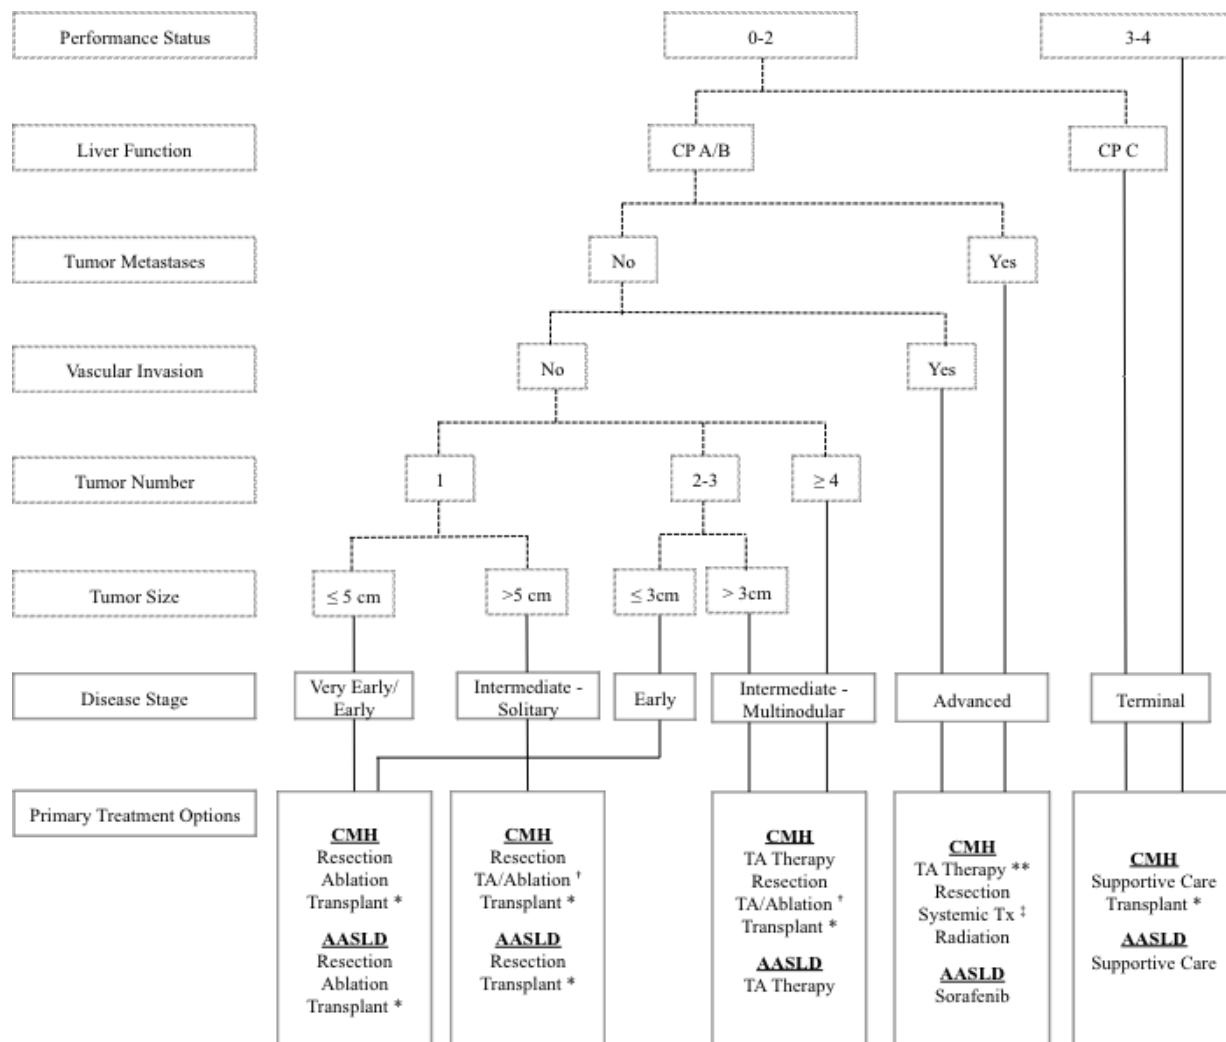 Performance Status
0-2
3-4
Liver Function
CP A/B
CP C
Tumor Metastases
No
Yes
Vascular Invasion
No
Yes
Tumor Number
1
2-3
≥ 4
Tumor Size
≤ 5 cm
>5 cm
≤ 3cm
> 3cm
Disease Stage
Very Early/
Early
Intermediate -
Solitary
Early
Intermediate -
Multinodular
Advanced
Terminal
Primary Treatment Options
CMH
Resection
Ablation
Transplant *
AASLD
Resection
Ablation
Transplant *
CMH
Resection
TA/Ablation †
Transplant *
AASLD
Resection
Transplant *
CMH
TA Therapy
Resection
TA/Ablation †
Transplant *
AASLD
TA Therapy
CMH
TA Therapy **
Resection
Systemic Tx ‡
Radiation
AASLD
Sorafenib
CMH
Supportive Care
Transplant *
AASLD
Supportive Care